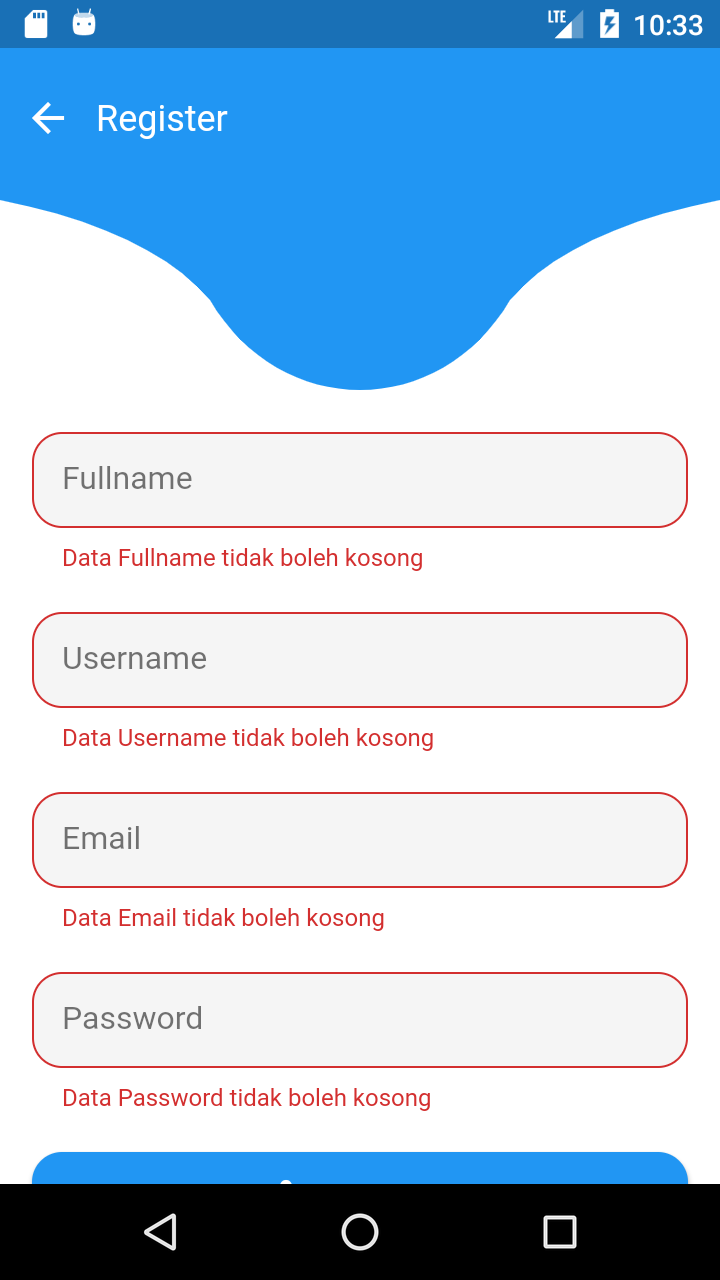 LTE 10:33
Register
Fullname
Data Fullname tidak boleh kosong
Username
Data Username tidak boleh kosong
Email
Data Email tidak boleh kosong
Password
Data Password tidak boleh kosong